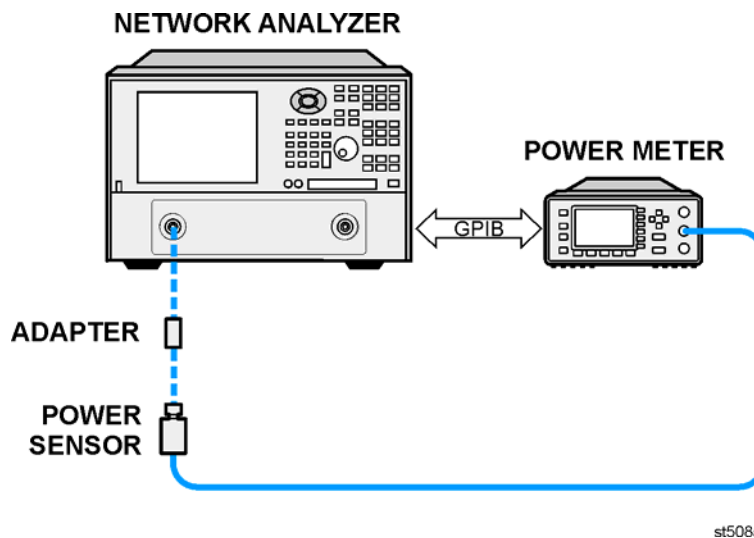 NETWORK ANALYZER
POWER METER
GPIB
ADAPTER
POWER
SENSOR
st508